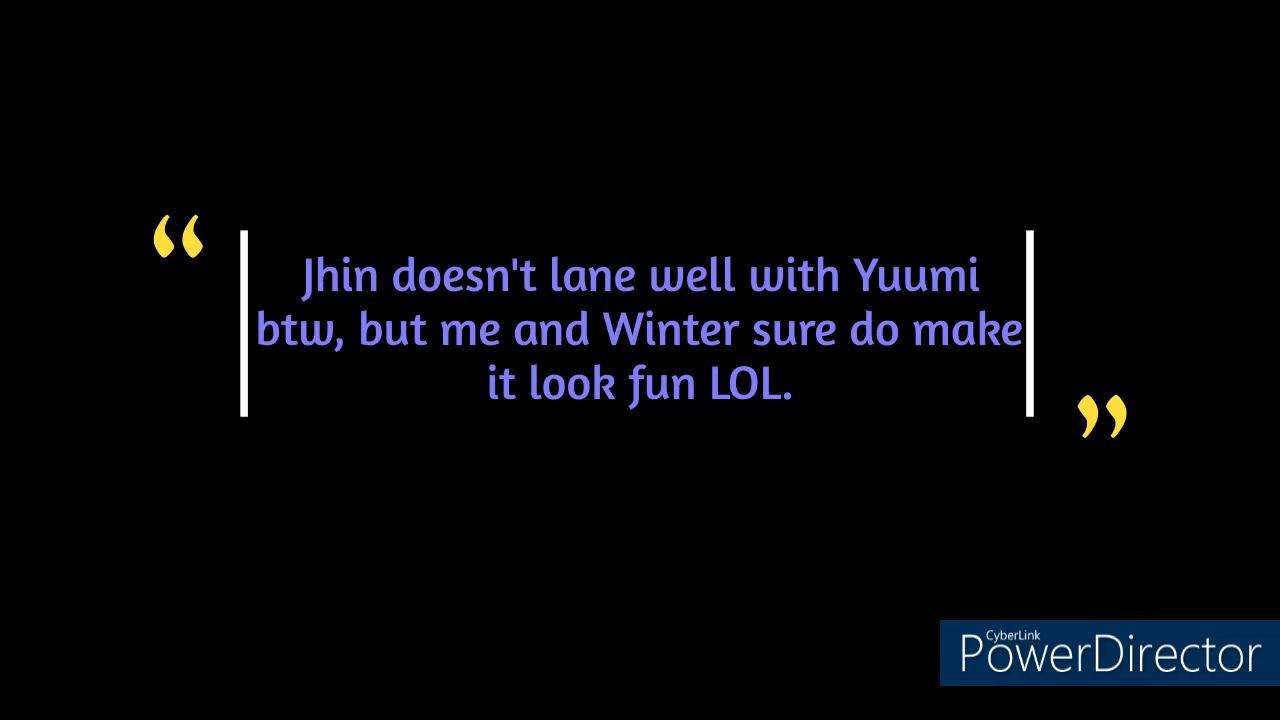 “
Jhin doesn't lane well with Yuumi
btw, but me and Winter sure do make
it look fun LOL.
”
CyberLink
PowerDirector